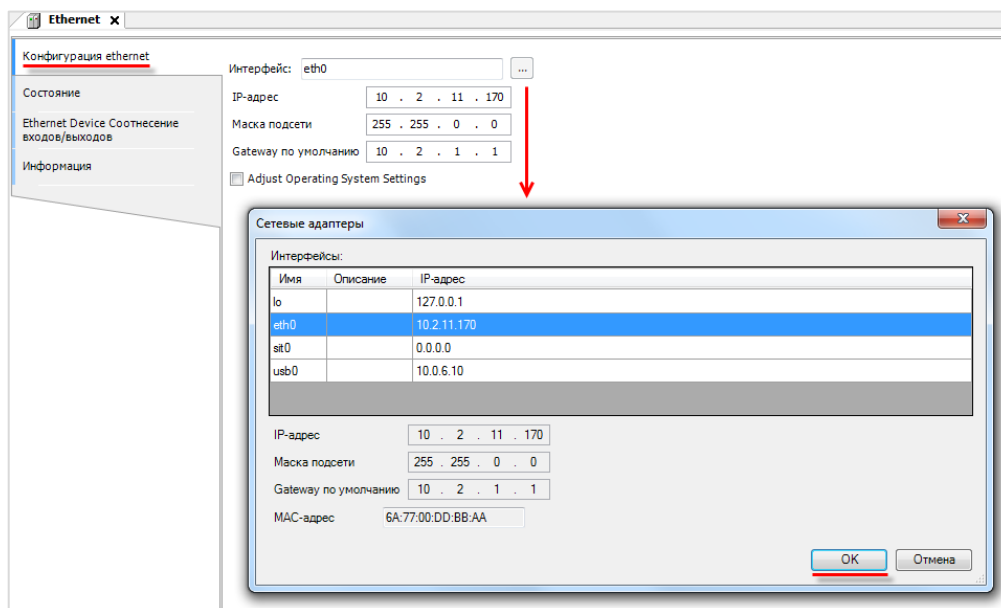 Ethernet X
Конфигурация ethernet
Состояние
Ethernet Device Соотнесение
входов/выходов
Информация
Интерфейс: eth0 ...
IP-адрес 10 . 2 . 11 . 170
Маска подсети 255 . 255 . 0 . 0
Gateway по умолчанию 10 . 2 . 1 . 1
Adjust Operating System Settings
Сетевые адаптеры
Интерфейсы:
Имя Описание IP-адрес
lo 127.0.0.1
eth0 10.2.11.170
sit0 0.0.0.0
usb0 10.0.6.10
IP-адрес 10 . 2 . 11 . 170
Маска подсети 255 . 255 . 0 . 0
Gateway по умолчанию 10 . 2 . 1 . 1
MAC-адрес 6A:77:00:DD:BB:AA
OK Отмена